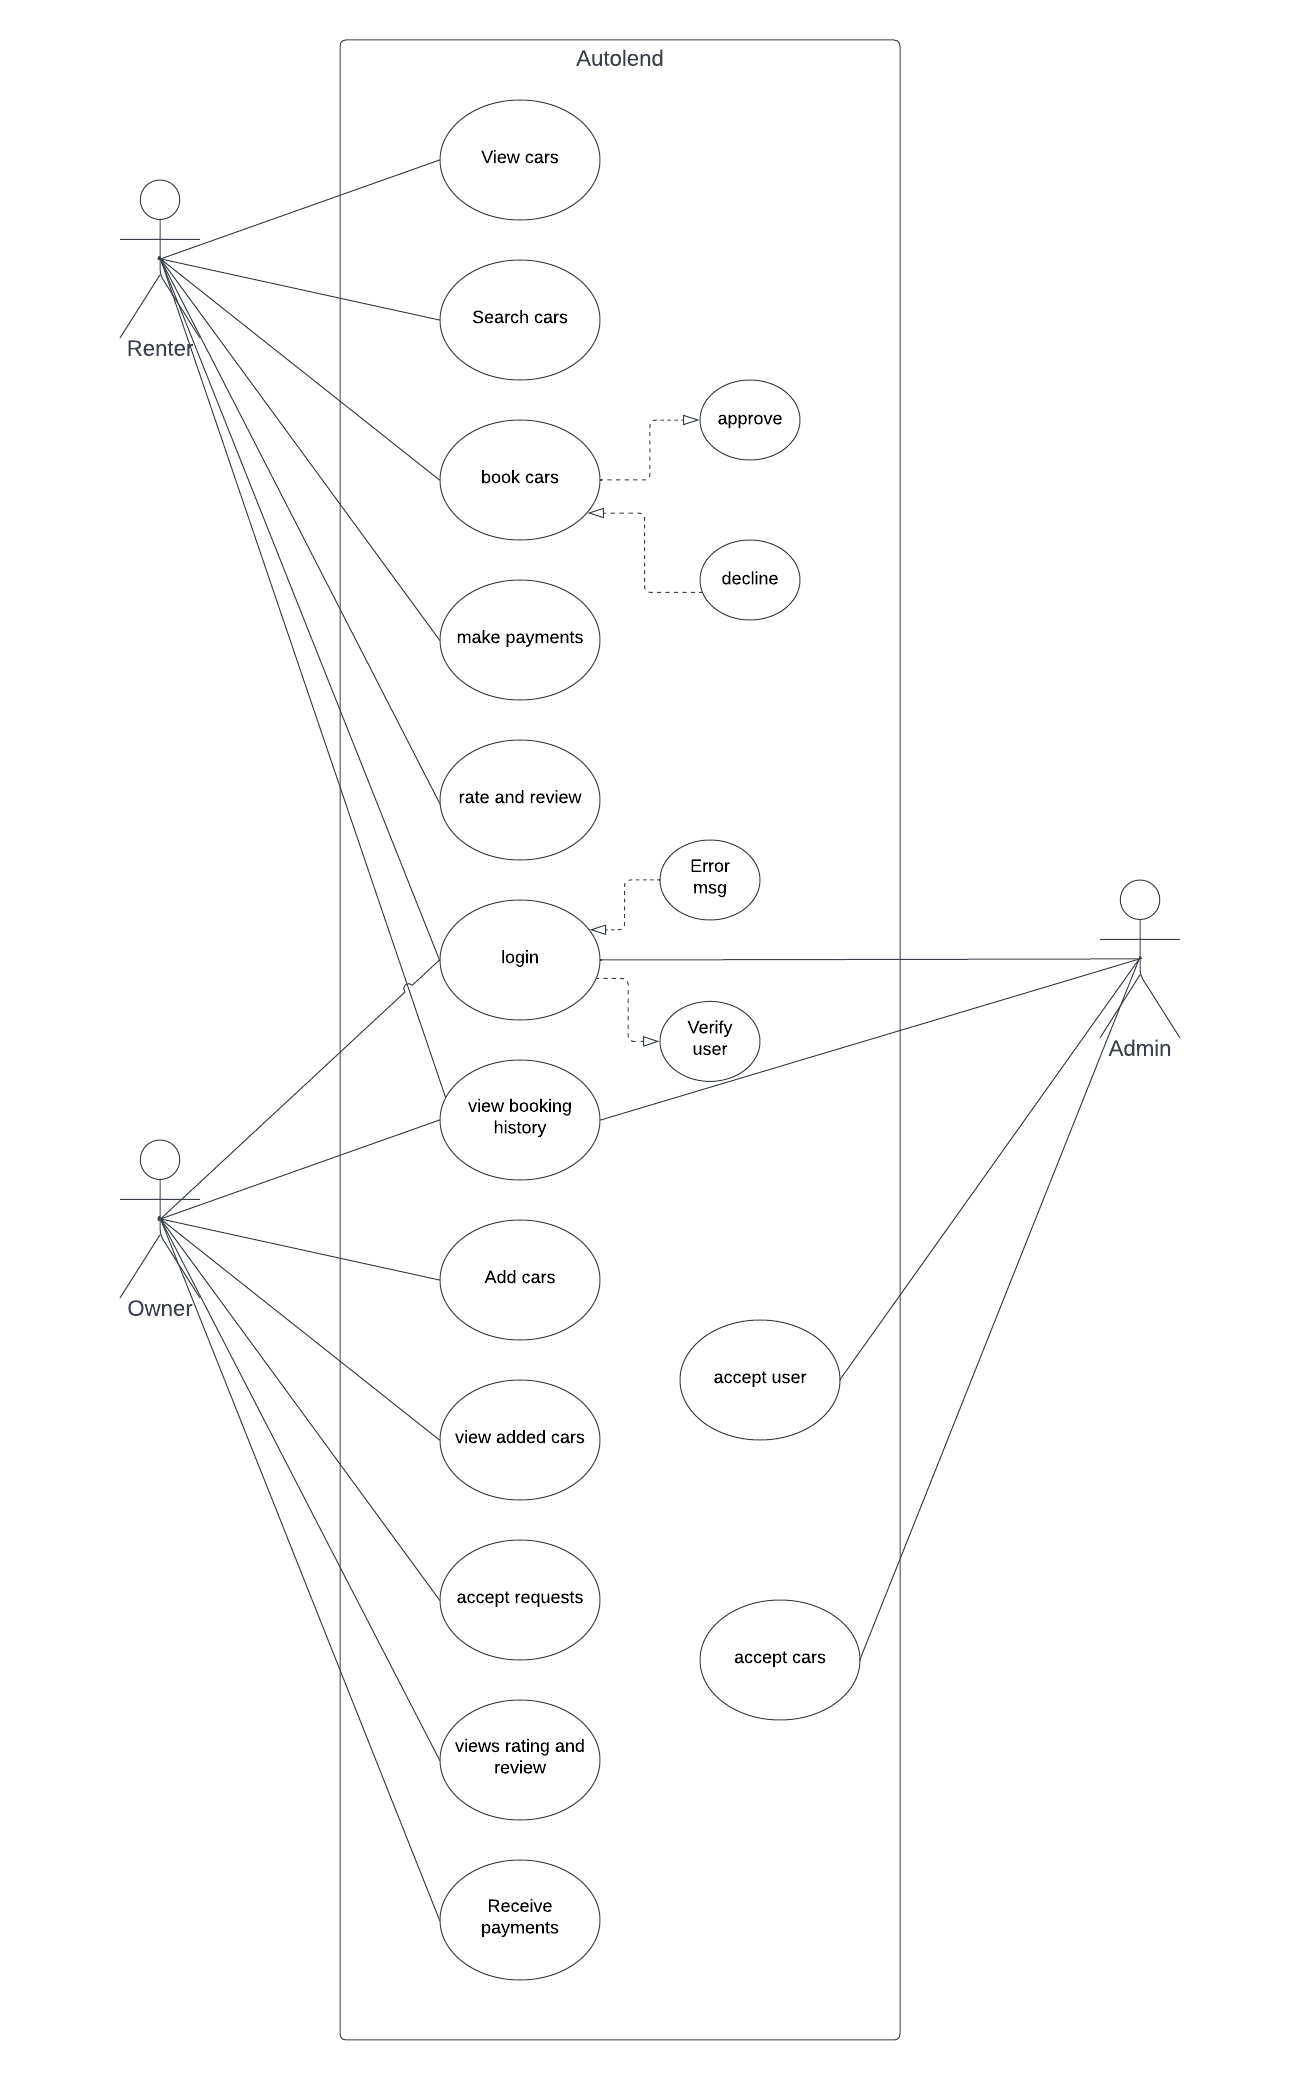 Autolend
View cars
Renter
Search cars
approve
book cars
decline
make payments
rate and review
Error
msg
login
Verify
user
Admin
view booking
history
Owner
Add cars
accept user
view added cars
accept requests
accept cars
views rating and
review
Receive
payments